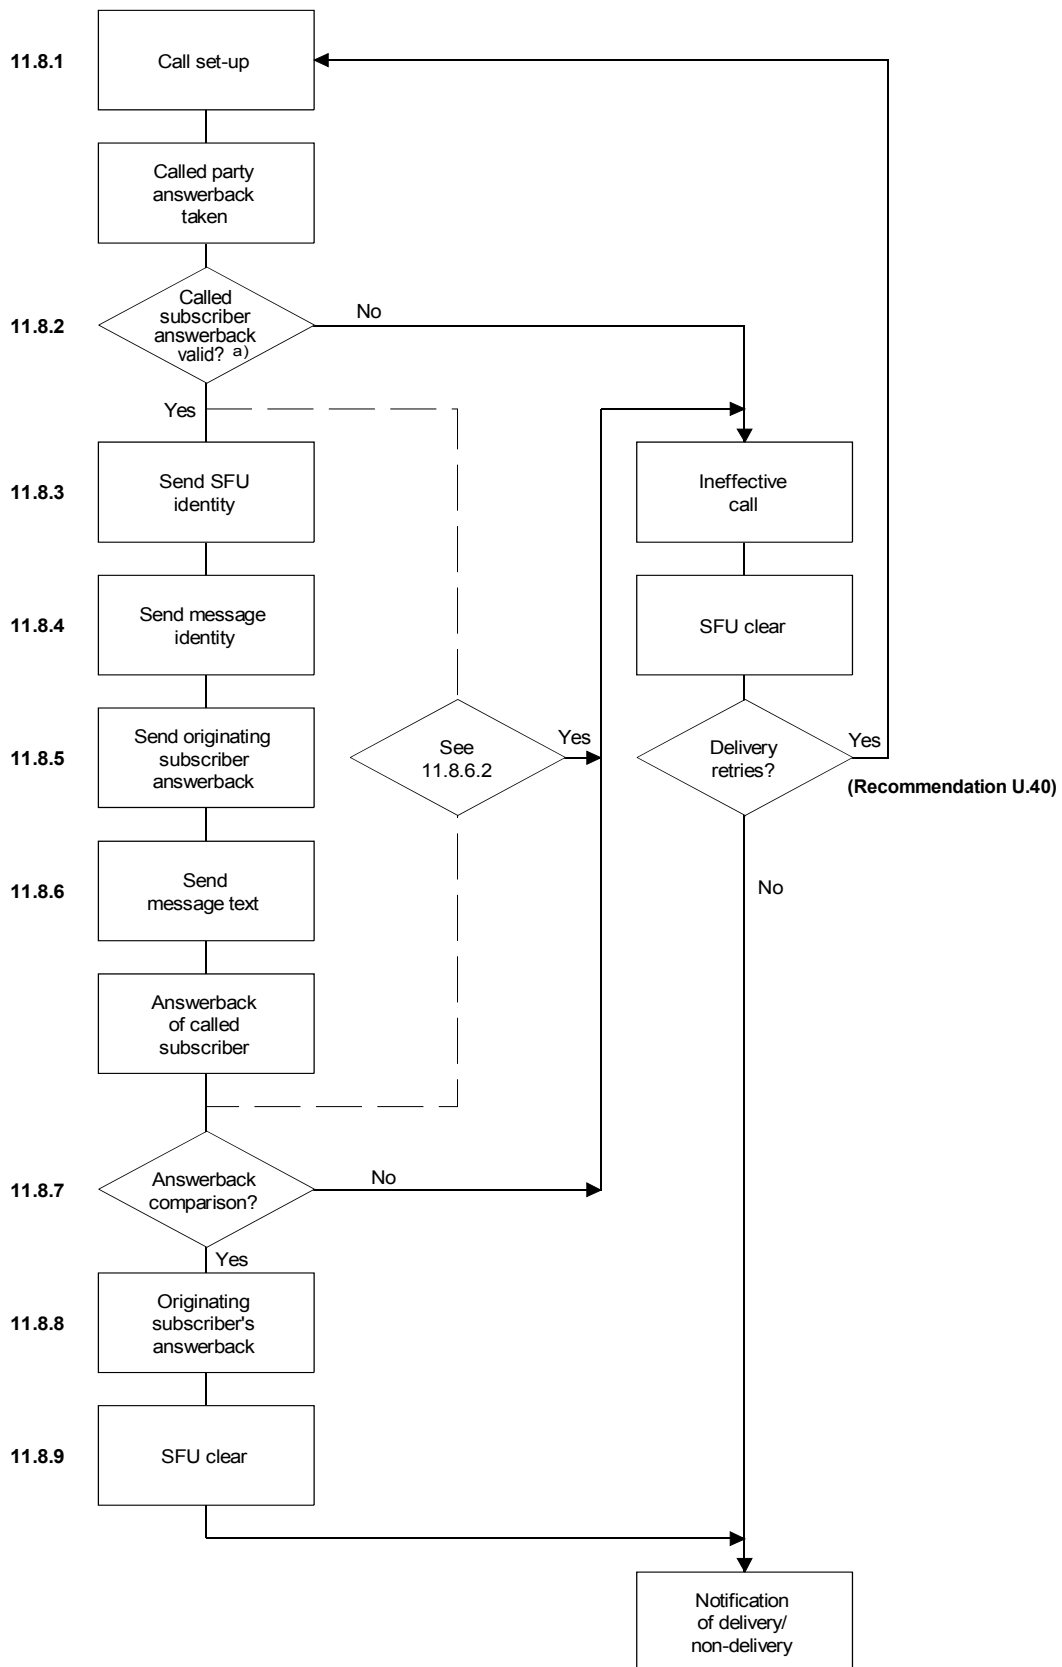 11.8.1
Call set-up
Called party
answerback
taken
11.8.2
Called
subscriber
answerback
valid? a)
No
Yes
11.8.3
Send SFU
identity
Ineffective
call
11.8.4
Send message
identity
SFU clear
11.8.5
Send originating
subscriber
answerback
See
11.8.6.2
Yes
Delivery
retries?
Yes
(Recommendation U.40)
11.8.6
Send
message text
No
Answerback
of called
subscriber
11.8.7
Answerback
comparison?
No
Yes
11.8.8
Originating
subscriber's
answerback
11.8.9
SFU clear
Notification
of delivery/
non-delivery